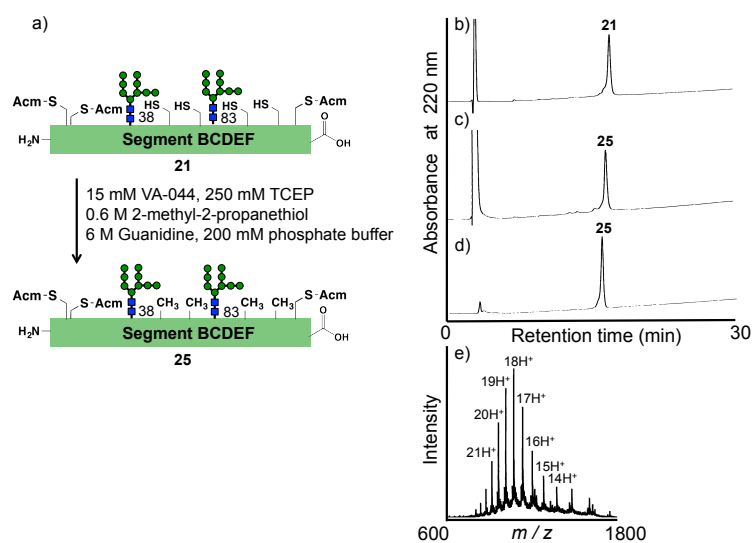 a)
Acm S
S Acm
38
HS
HS
83
HS
HS
S Acm
H₂N
Segment BCDEF
O
OH
21
15 mM VA-044, 250 mM TCEP
0.6 M 2-methyl-2-propanethiol
6 M Guanidine, 200 mM phosphate buffer
Acm S
S Acm
38
CH₃
CH₃
83
CH₃
CH₃
S Acm
H₂N
Segment BCDEF
O
OH
25
b)
21
c)
25
d)
25
Absorbance at 220 nm
0
Retention time (min)
30
e)
18H⁺
19H⁺
17H⁺
20H⁺
16H⁺
21H⁺
15H⁺
14H⁺
Intensity
600
m / z
1800